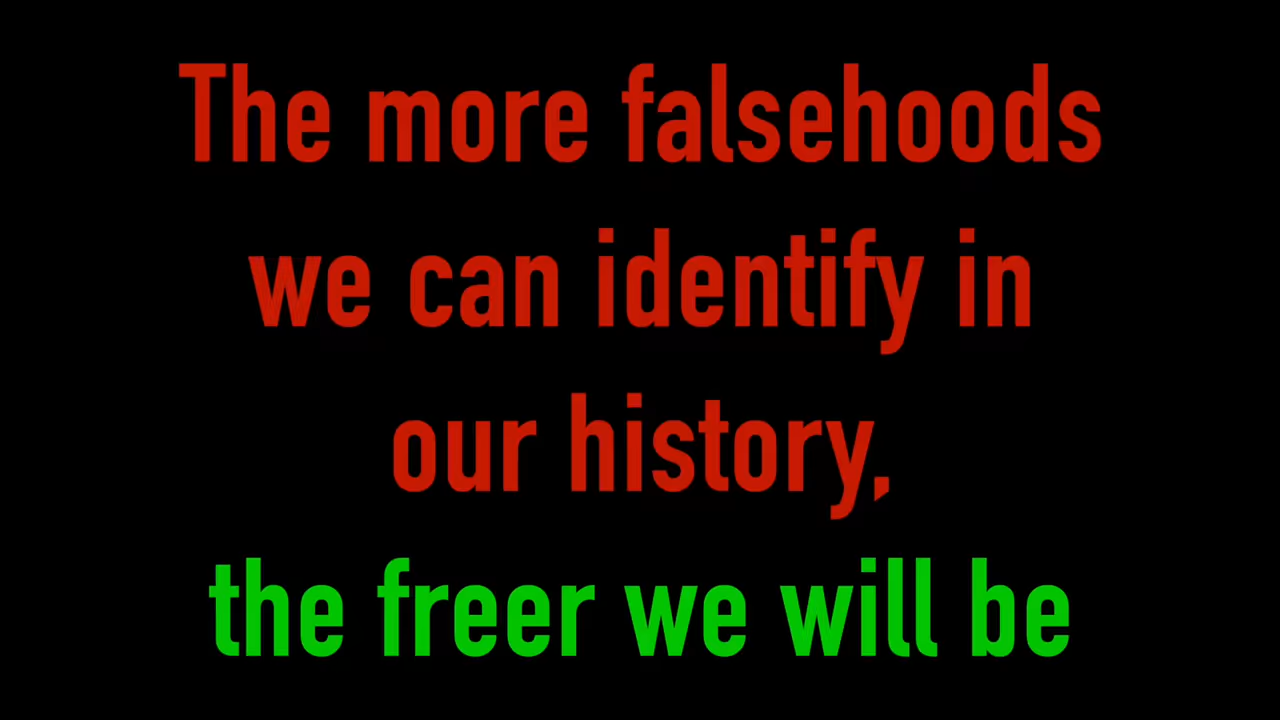 The more falsehoods
we can identify in
our history,
the freer we will be